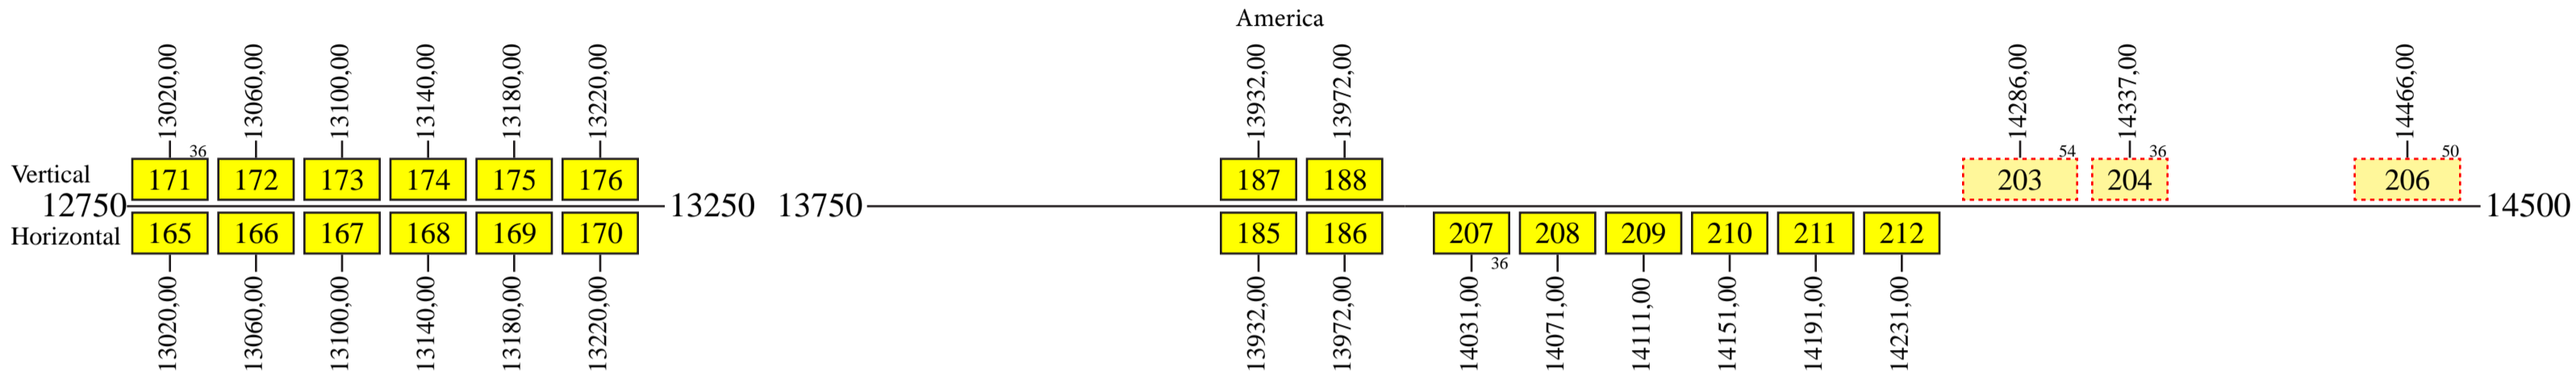 America
13020,00 13060,00 13100,00 13140,00 13180,00 13220,00 13932,00 13972,00 14286,00 14337,00 14466,00
36 54 36 50
Vertical 171 172 173 174 175 176 187 188 203 204 206
12750 13250 13750 14500
Horizontal 165 166 167 168 169 170 185 186 207 208 209 210 211 212
36
13020,00 13060,00 13100,00 13140,00 13180,00 13220,00 13932,00 13972,00 14031,00 14071,00 14111,00 14151,00 14191,00 14231,00